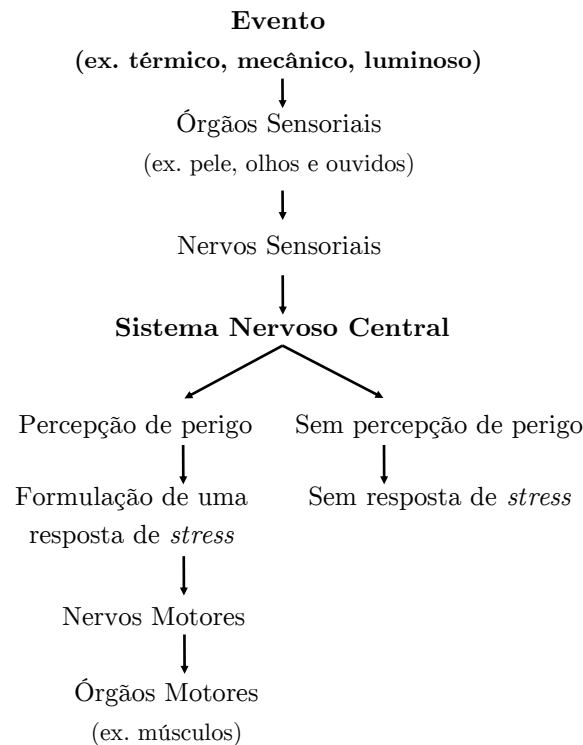 Evento
(ex. térmico, mecânico, luminoso)
Órgãos Sensoriais
(ex. pele, olhos e ouvidos)
Nervos Sensoriais
Sistema Nervoso Central
Percepção de perigo
Sem percepção de perigo
Formulação de uma
resposta de stress
Sem resposta de stress
Nervos Motores
Órgãos Motores
(ex. músculos)